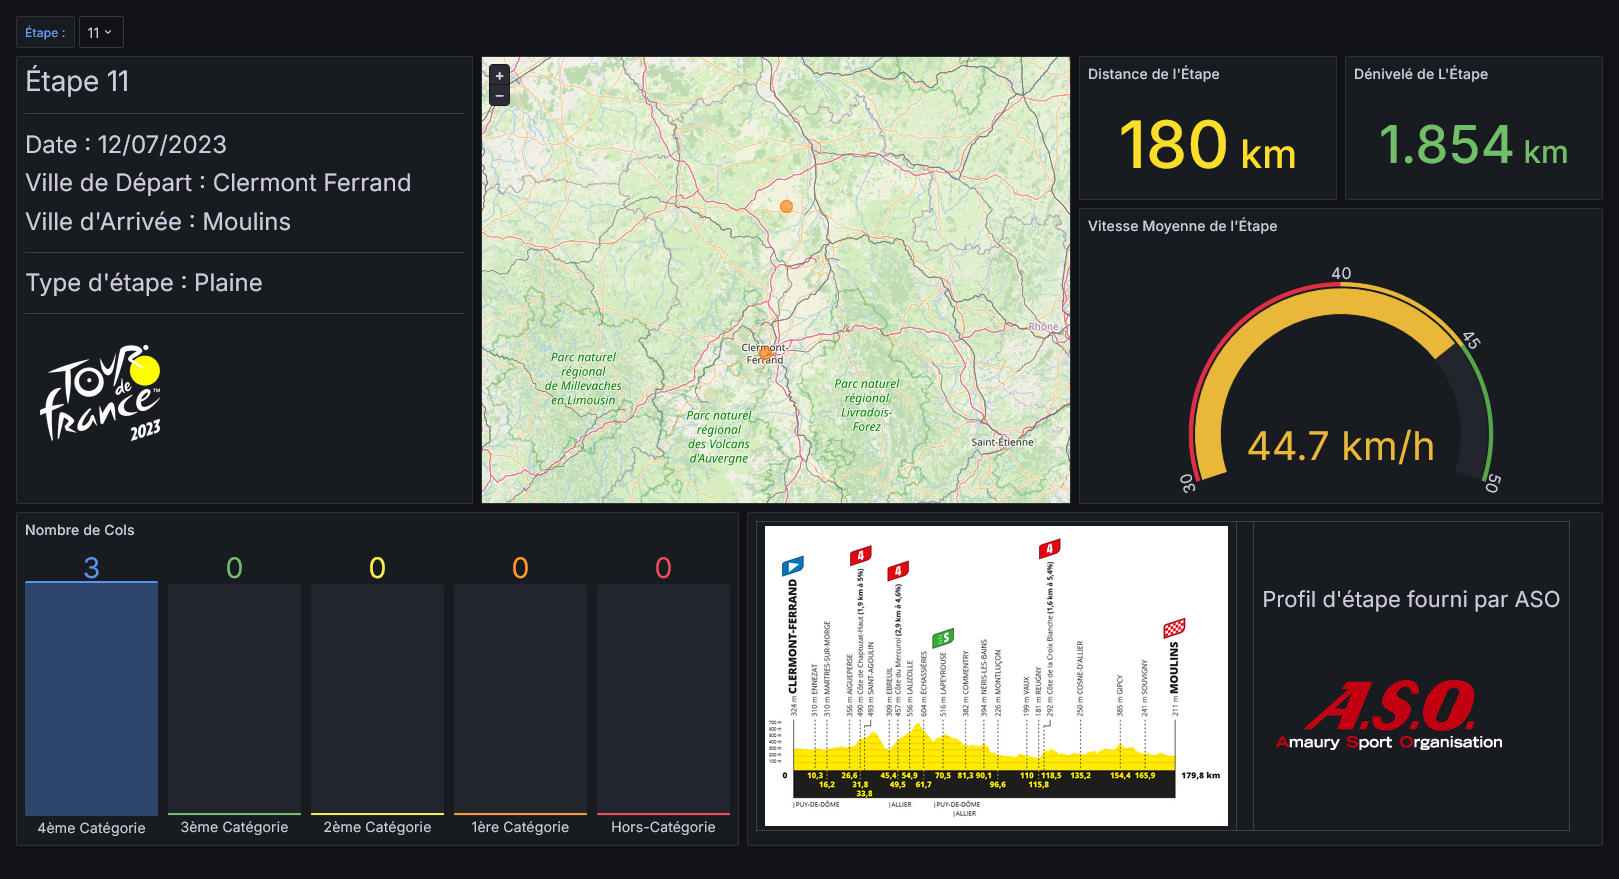 Étape :
11
Étape 11
Date : 12/07/2023
Ville de Départ : Clermont Ferrand
Ville d'Arrivée : Moulins
Type d'étape : Plaine
TOUR
de
france™
2023
+
−
Rhône
Clermont-
Ferrand
Parc naturel
régional
de Millevaches
en Limousin
Parc naturel
régional
des Volcans
d'Auvergne
Parc naturel
régional
Livradois-
Forez
Saint-Étienne
Distance de l'Étape
180 km
Dénivelé de L'Étape
1.854 km
Vitesse Moyenne de l'Étape
30
40
45
50
44.7 km/h
Nombre de Cols
3
0
0
0
0
4ème Catégorie
3ème Catégorie
2ème Catégorie
1ère Catégorie
Hors-Catégorie
4
4
S
4
324 m CLERMONT-FERRAND
310 m ENNEZAT
310 m MARTRES-SUR-MORGE
356 m AIGUEPERSE
490 m Côte de Chaptuzat-Haut (1,9 km à 5%)
493 m SAINT-AGOULIN
309 m EBREUIL
457 m Côte du Mercurol (2,9 km à 4,6%)
556 m LALIZOLLE
604 m ÉCHASSIÈRES
516 m LAPEYROUSE
382 m COMMENTRY
394 m NÉRIS-LES-BAINS
226 m MONTLUÇON
199 m VAUX
181 m REUGNY
292 m Côte de la Croix Blanche (1,6 km à 5,4%)
250 m COSNE-D'ALLIER
385 m GIPCY
241 m SOUVIGNY
211 m MOULINS
700 m
600 m
500 m
400 m
300 m
200 m
100 m
0
10,3
16,2
26,6
31,8
33,8
45,4
49,5
54,9
61,7
70,5
81,3
90,1
96,6
110
115,8
118,5
135,2
154,4
165,9
179,8 km
PUY-DE-DÔME
ALLIER
PUY-DE-DÔME
ALLIER
Profil d'étape fourni par ASO
A.S.O.
Amaury Sport Organisation